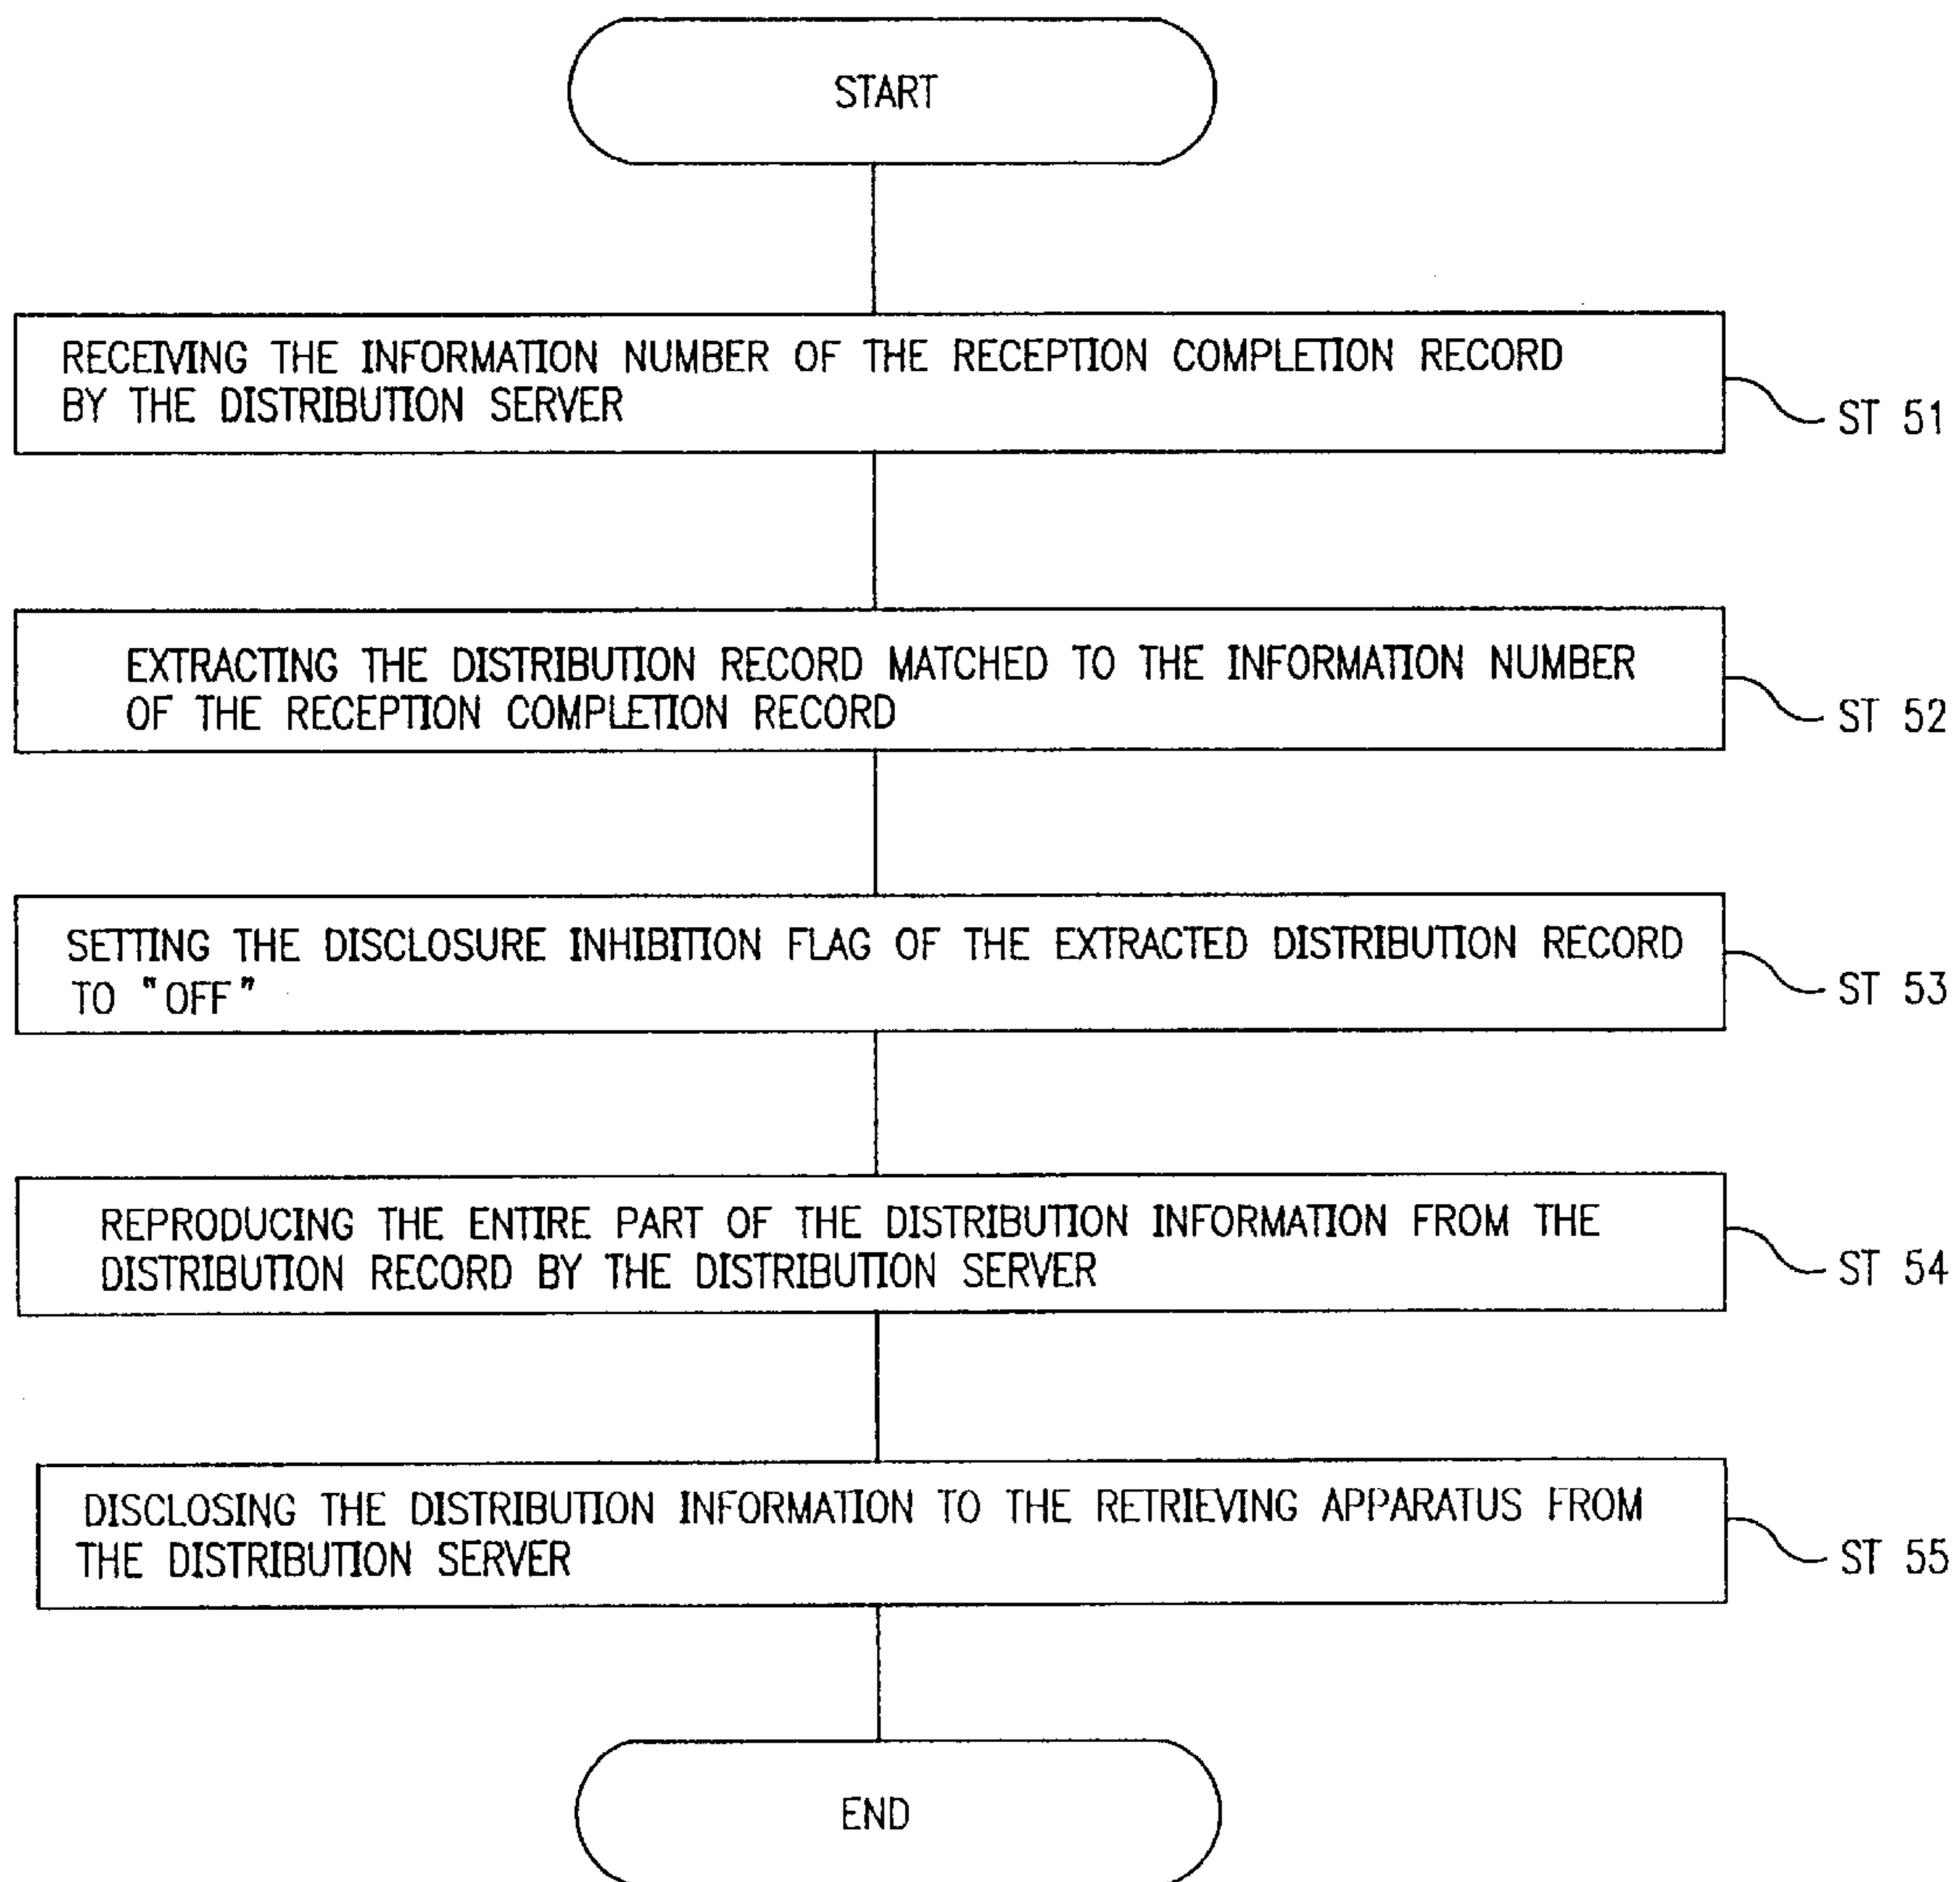 START
RECEIVING THE INFORMATION NUMBER OF THE RECEPTION COMPLETION RECORD
BY THE DISTRIBUTION SERVER
ST 51
EXTRACTING THE DISTRIBUTION RECORD MATCHED TO THE INFORMATION NUMBER
OF THE RECEPTION COMPLETION RECORD
ST 52
SETTING THE DISCLOSURE INHIBITION FLAG OF THE EXTRACTED DISTRIBUTION RECORD
TO "OFF"
ST 53
REPRODUCING THE ENTIRE PART OF THE DISTRIBUTION INFORMATION FROM THE
DISTRIBUTION RECORD BY THE DISTRIBUTION SERVER
ST 54
DISCLOSING THE DISTRIBUTION INFORMATION TO THE RETRIEVING APPARATUS FROM
THE DISTRIBUTION SERVER
ST 55
END